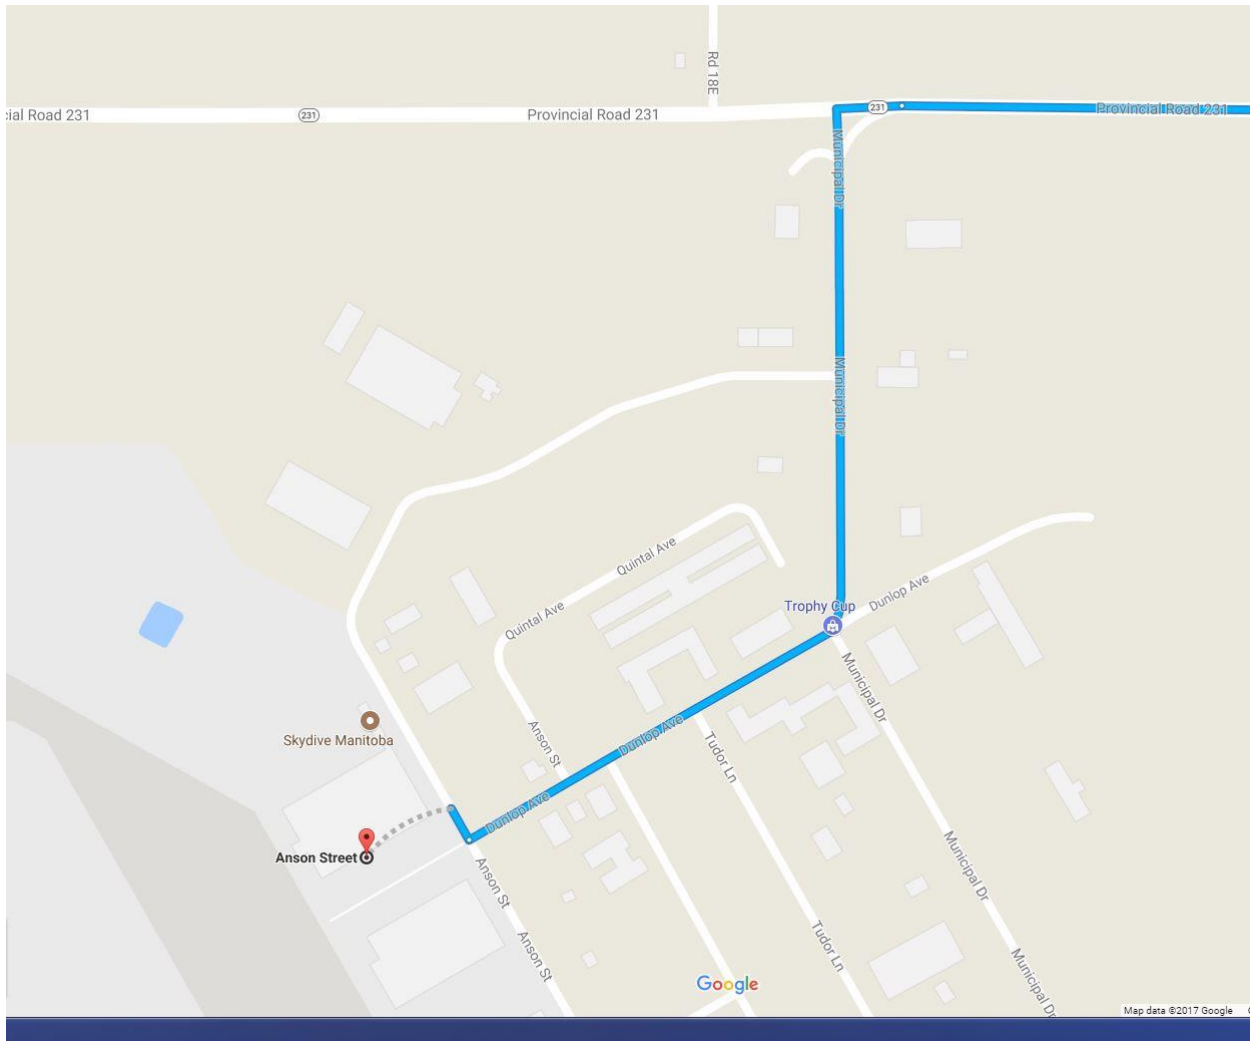 Rd 18E
cial Road 231
231
Provincial Road 231
231
Provincial Road 231
Municipal Dr
Municipal Dr
Quintal Ave
Quintal Ave
Dunlop Ave
Trophy Cup
Municipal Dr
Skydive Manitoba
Anson St
Dunlop Ave
Tudor Ln
Dunlop Ave
Anson Street
Anson St
Municipal Dr
Anson St
Tudor Ln
Municipal Dr
Google
Map data ©2017 Google